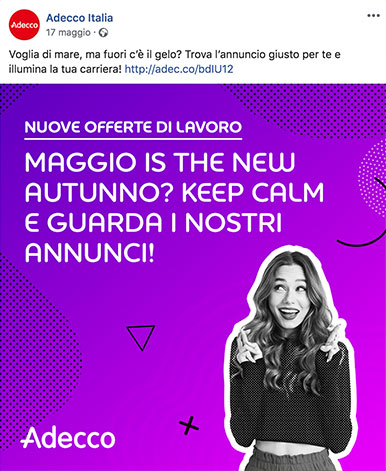 Adecco
Adecco Italia
17 maggio ·
Voglia di mare, ma fuori c'è il gelo? Trova l'annuncio giusto per te e
illumina la tua carriera! http://adec.co/bdIU12
NUOVE OFFERTE DI LAVORO
MAGGIO IS THE NEW
AUTUNNO? KEEP CALM
E GUARDA I NOSTRI
ANNUNCI!
Adecco